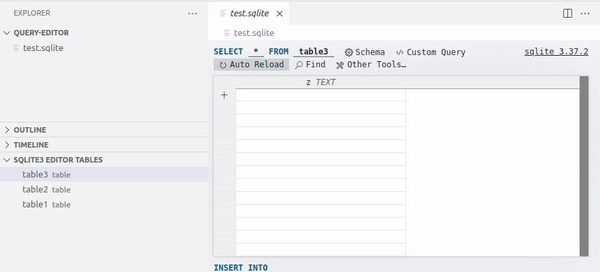 EXPLORER
QUERY-EDITOR
test.sqlite
OUTLINE
TIMELINE
SQLITE3 EDITOR TABLES
table3 table
table2 table
table1 table
test.sqlite
test.sqlite
SELECT * FROM table3 Schema Custom Query sqlite 3.37.2
Auto Reload Find Other Tools…
z TEXT
INSERT INTO